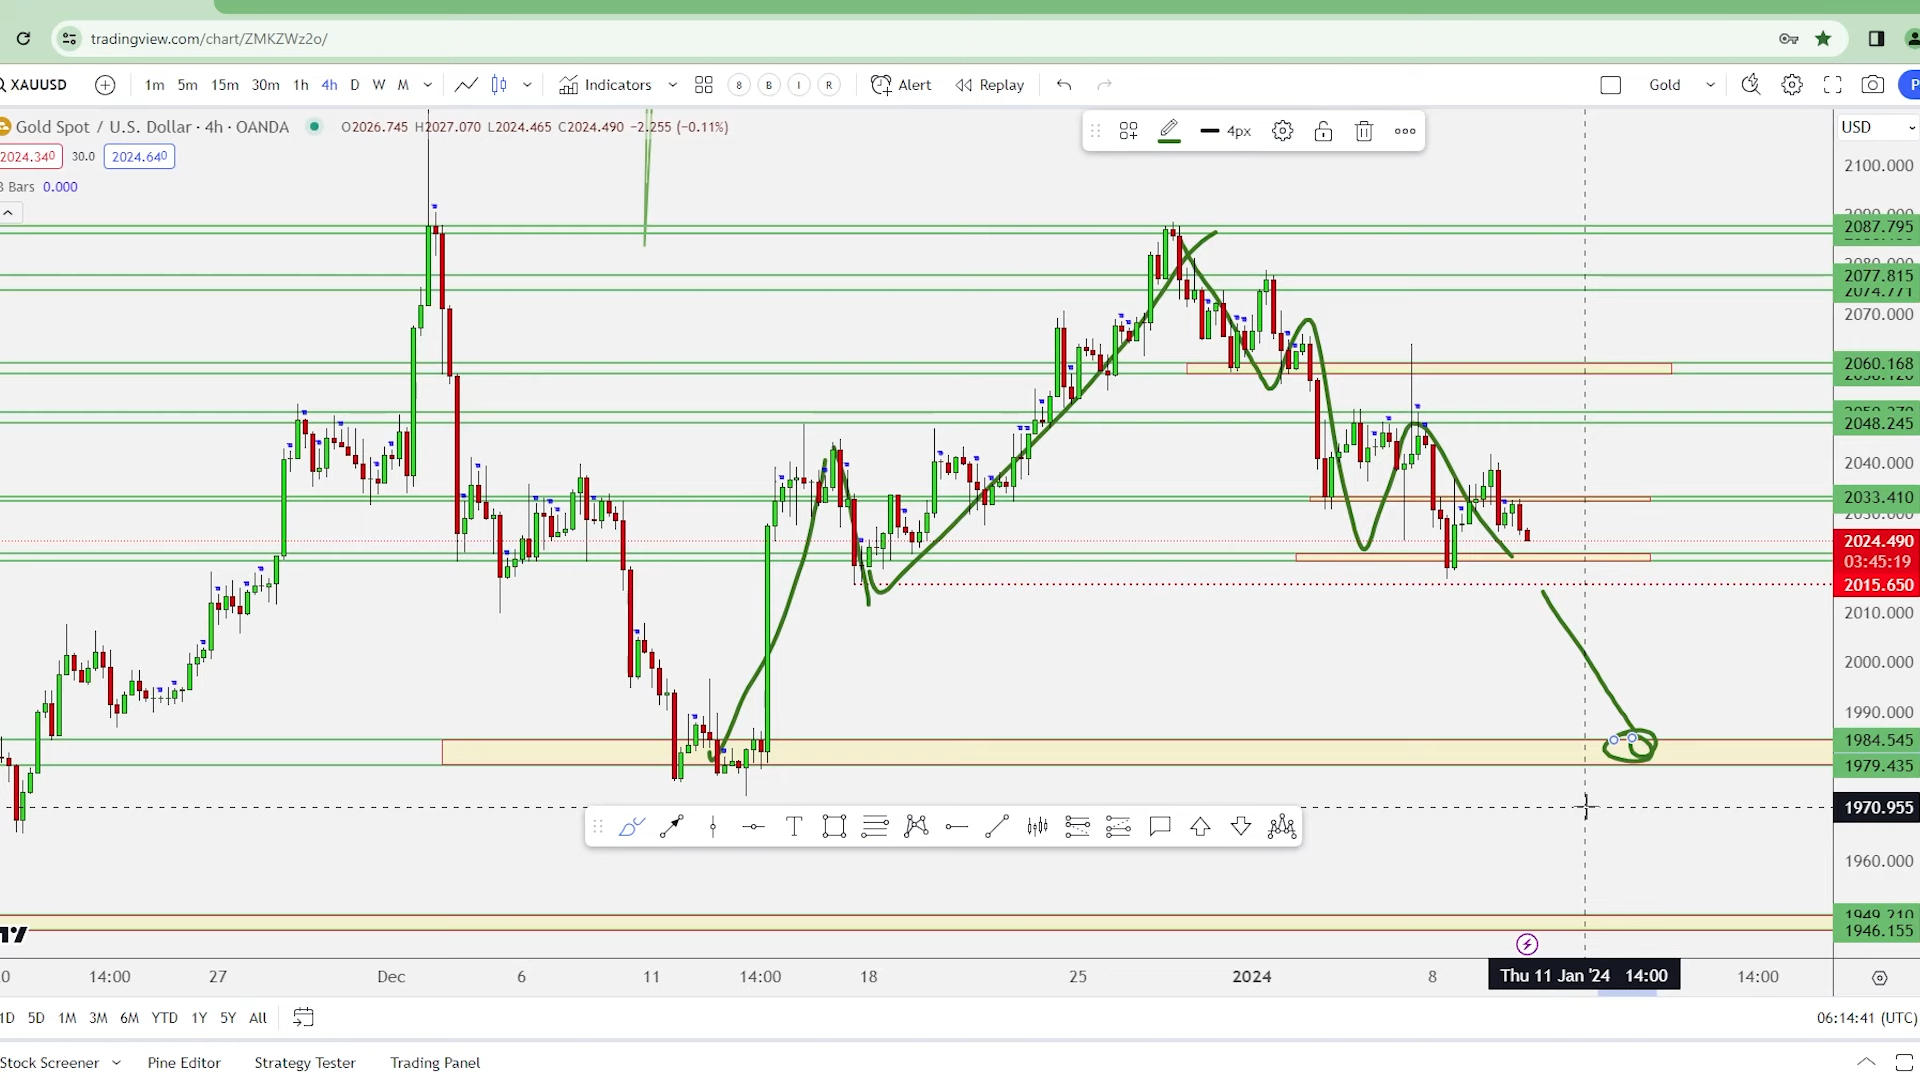 tradingview.com/chart/ZMKZWz2o/
XAUUSD 1m 5m 15m 30m 1h 4h D W M Indicators 8 B I R Alert Replay Gold
Gold Spot / U.S. Dollar · 4h · OANDA O2026.745 H2027.070 L2024.465 C2024.490 −2.255 (−0.11%)
2024.340 30.0 2024.640
Bars 0.000
4px
USD
2100.000
2087.795
2077.815
2074.771
2070.000
2060.168
2048.245
2040.000
2033.410
2024.490
03:45:19
2015.650
2010.000
2000.000
1990.000
1984.545
1979.435
1970.955
1960.000
1949.210
1946.155
14:00 27 Dec 6 11 14:00 18 25 2024 8 Thu 11 Jan '24 14:00 14:00
1D 5D 1M 3M 6M YTD 1Y 5Y All 06:14:41 (UTC)
Stock Screener Pine Editor Strategy Tester Trading Panel